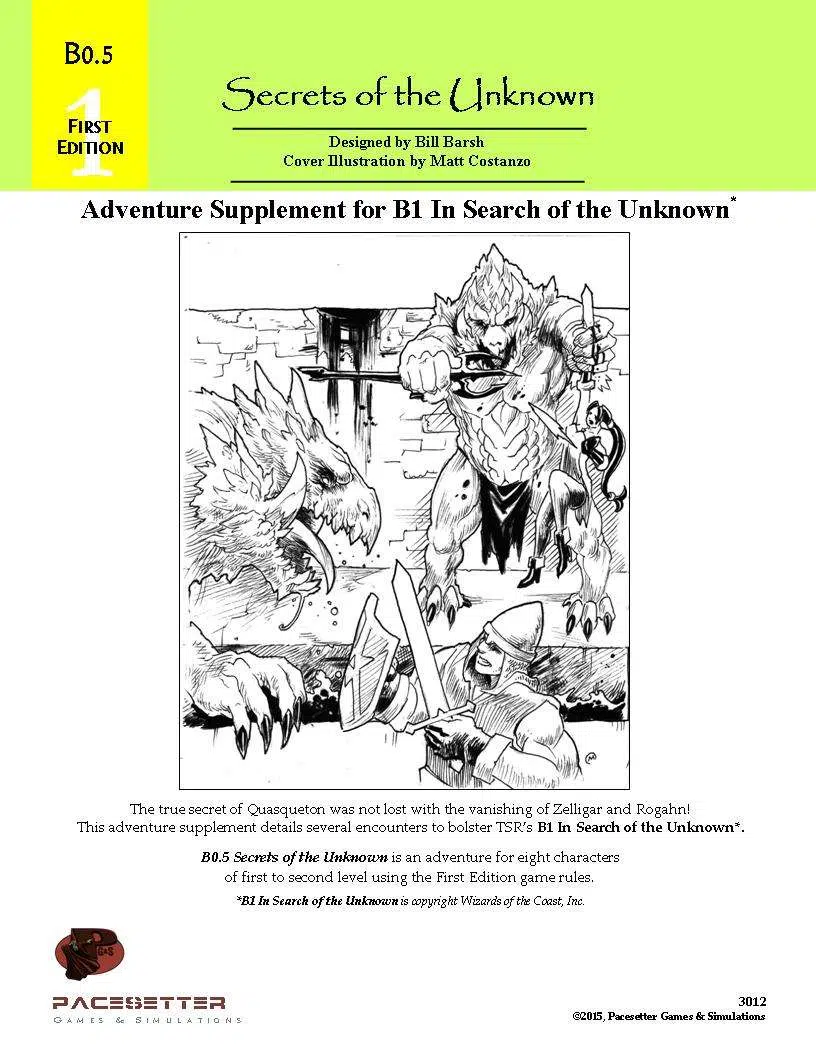 B0.5
1
FIRST
EDITION
Secrets of the Unknown
Designed by Bill Barsh
Cover Illustration by Matt Costanzo
Adventure Supplement for B1 In Search of the Unknown*
The true secret of Quasqueton was not lost with the vanishing of Zelligar and Rogahn!
This adventure supplement details several encounters to bolster TSR's B1 In Search of the Unknown*.
B0.5 Secrets of the Unknown is an adventure for eight characters
of first to second level using the First Edition game rules.
*B1 In Search of the Unknown is copyright Wizards of the Coast, Inc.
P
G&S
PACESETTER
GAMES & SIMULATIONS
3012
©2015, Pacesetter Games & Simulations